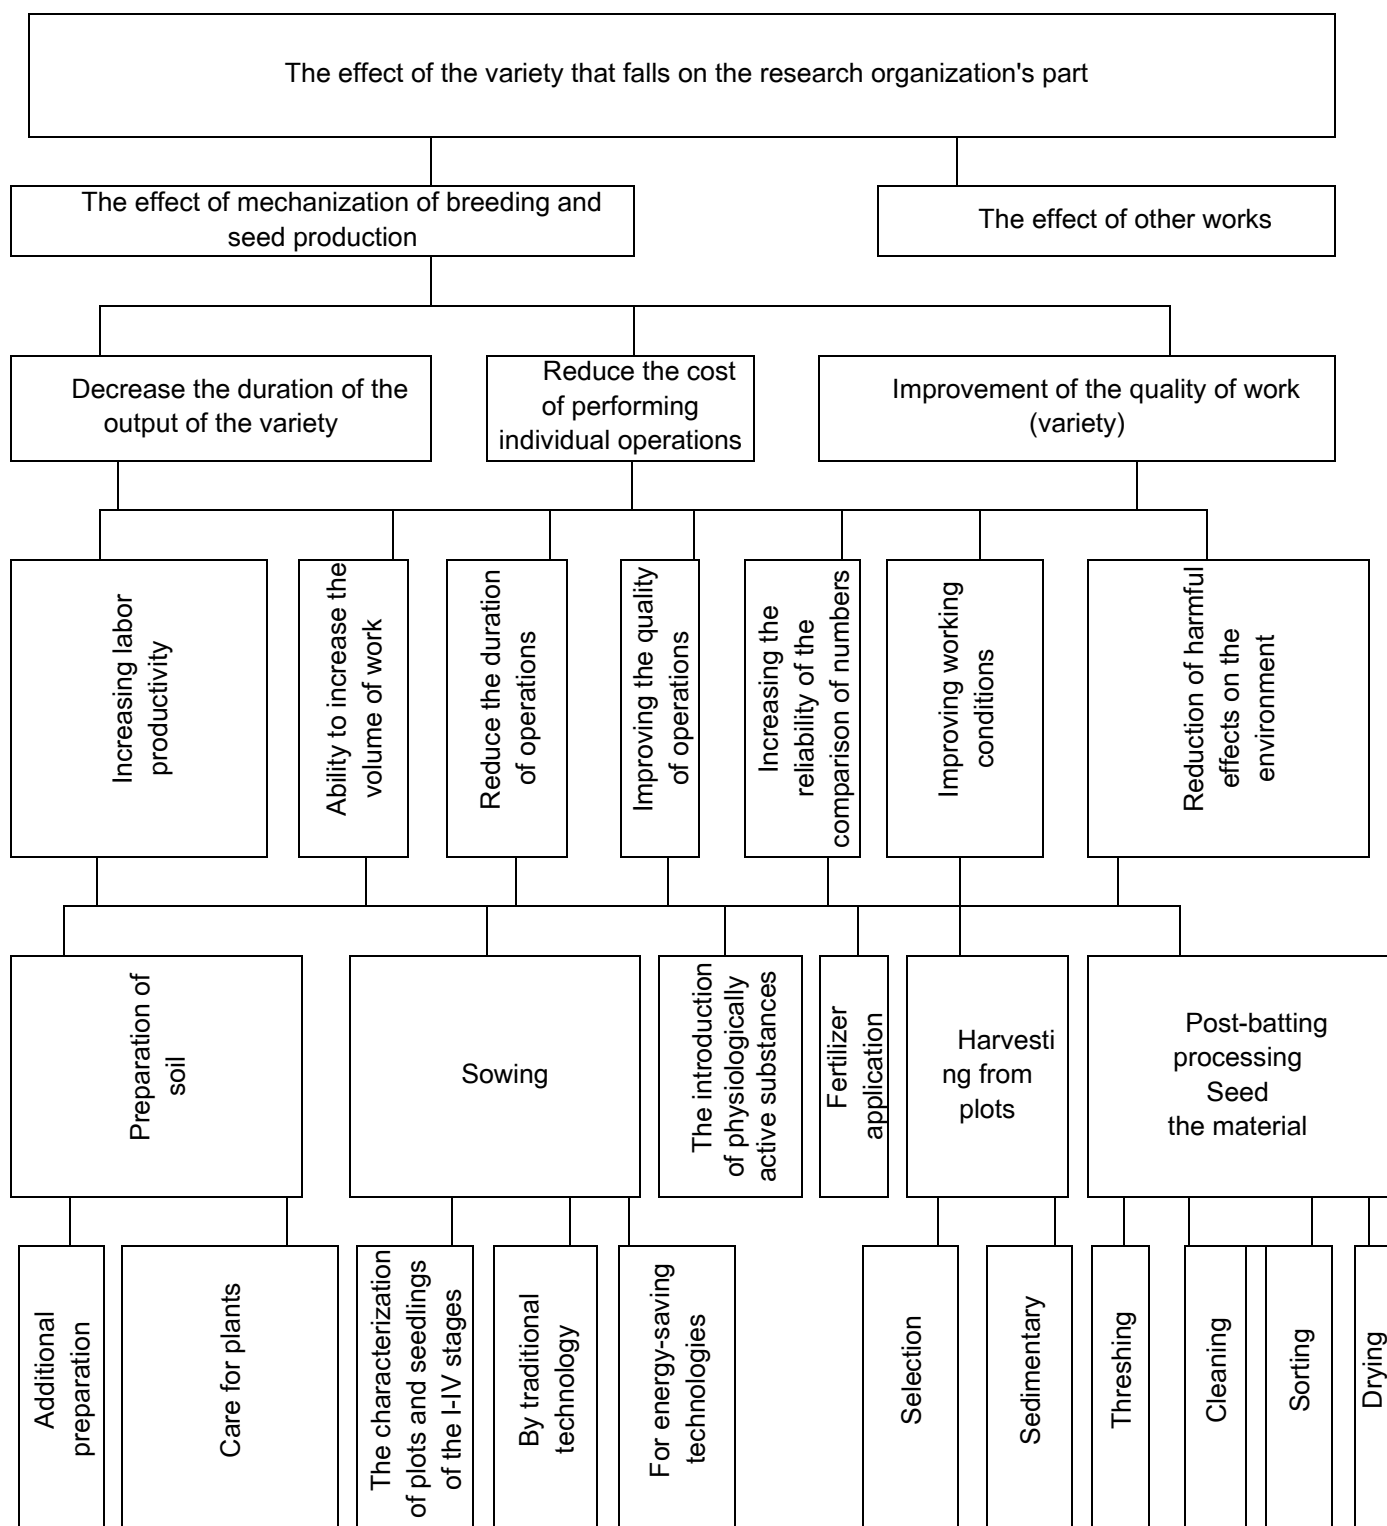 The effect of the variety that falls on the research organization's part
The effect of mechanization of breeding and
seed production
The effect of other works
Decrease the duration of the
output of the variety
Reduce the cost
of performing
individual operations
Improvement of the quality of work
(variety)
Increasing labor
productivity
Ability to increase the
volume of work
Reduce the duration
of operations
Improving the quality
of operations
Increasing the
reliability of the
comparison of numbers
Improving working
conditions
Reduction of harmful
effects on the
environment
Preparation of
soil
Sowing
The introduction
of physiologically
active substances
Fertilizer
application
Harvesti
ng from
plots
Post-batting
processing
Seed
the material
Additional
preparation
Care for plants
The characterization
of plots and seedlings
of the I-IV stages
By traditional
technology
For energy-saving
technologies
Selection
Sedimentary
Threshing
Cleaning
Sorting
Drying